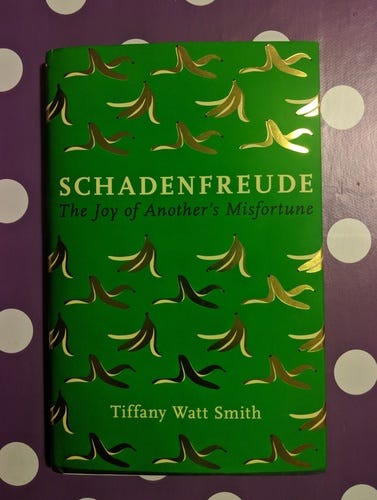 SCHADENFREUDE
The Joy of Another's Misfortune
Tiffany Watt Smith